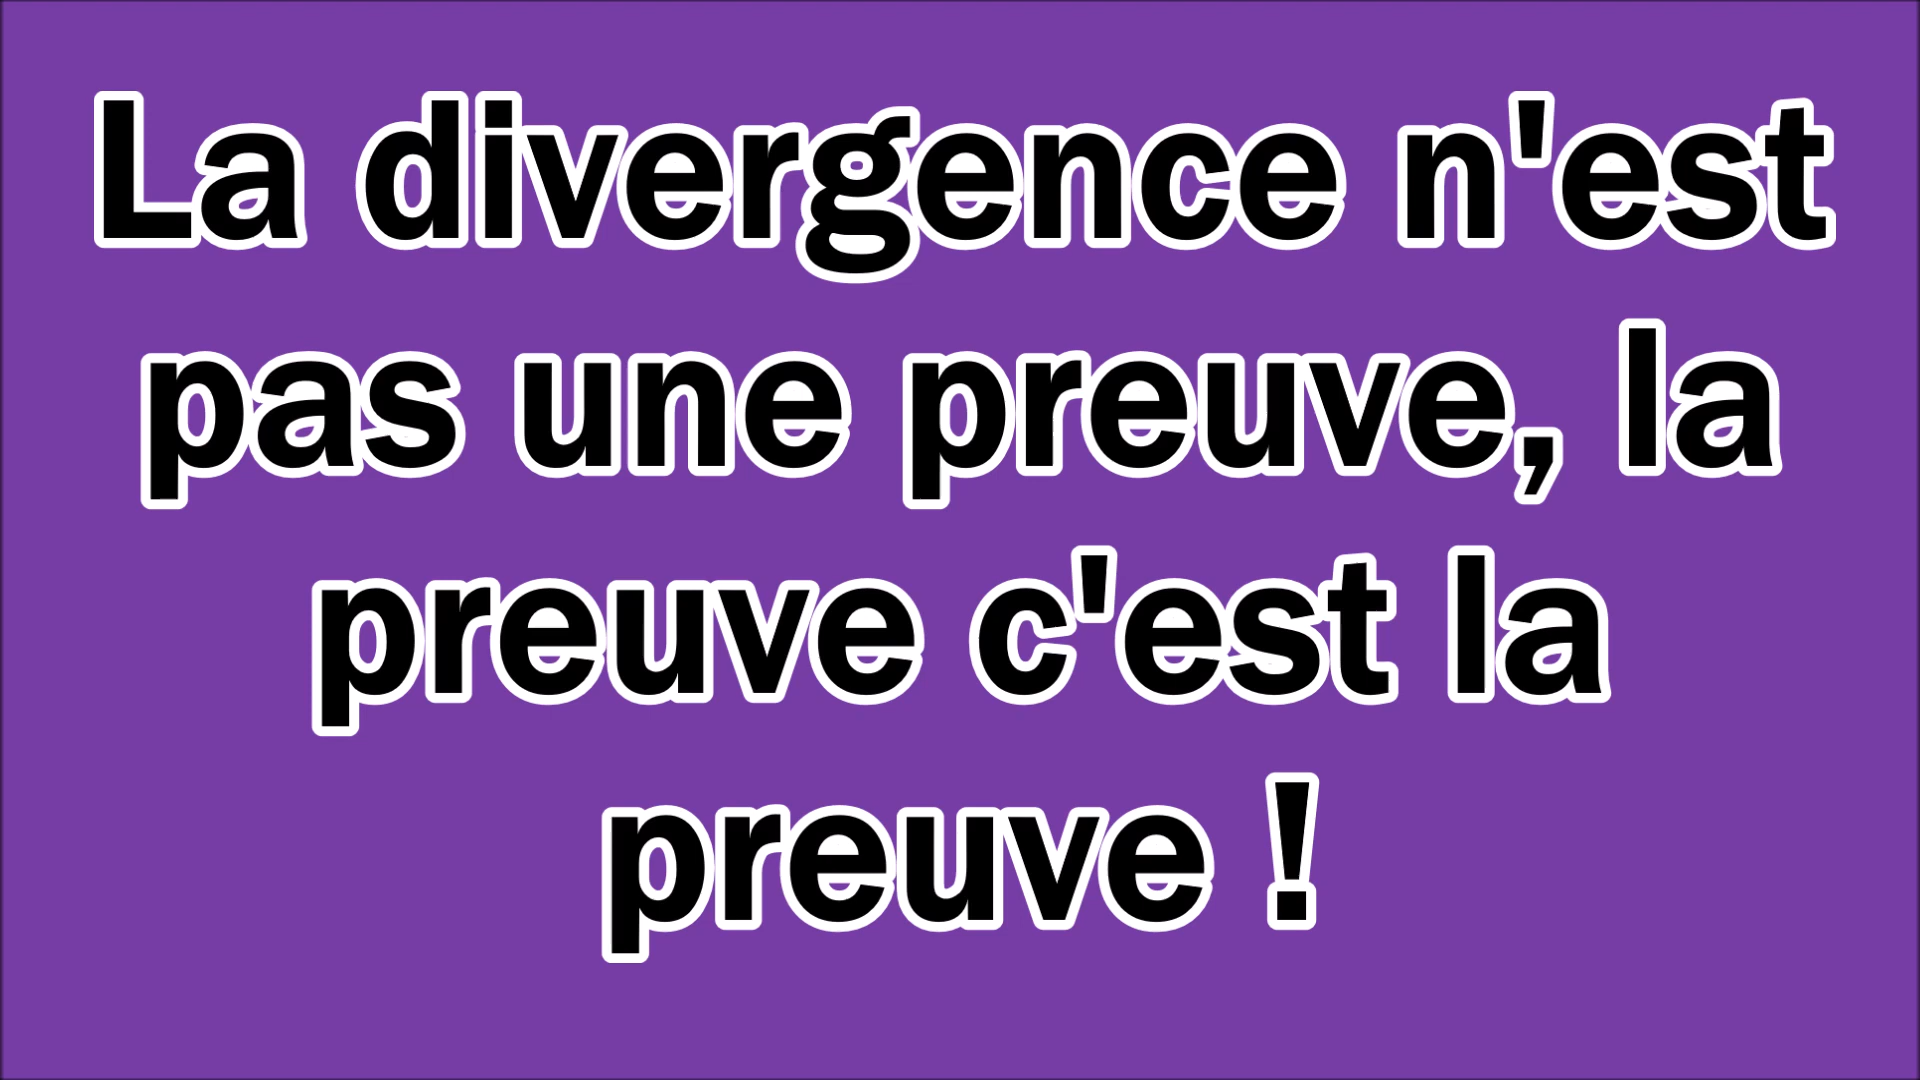 La divergence n'est
pas une preuve, la
preuve c'est la
preuve !